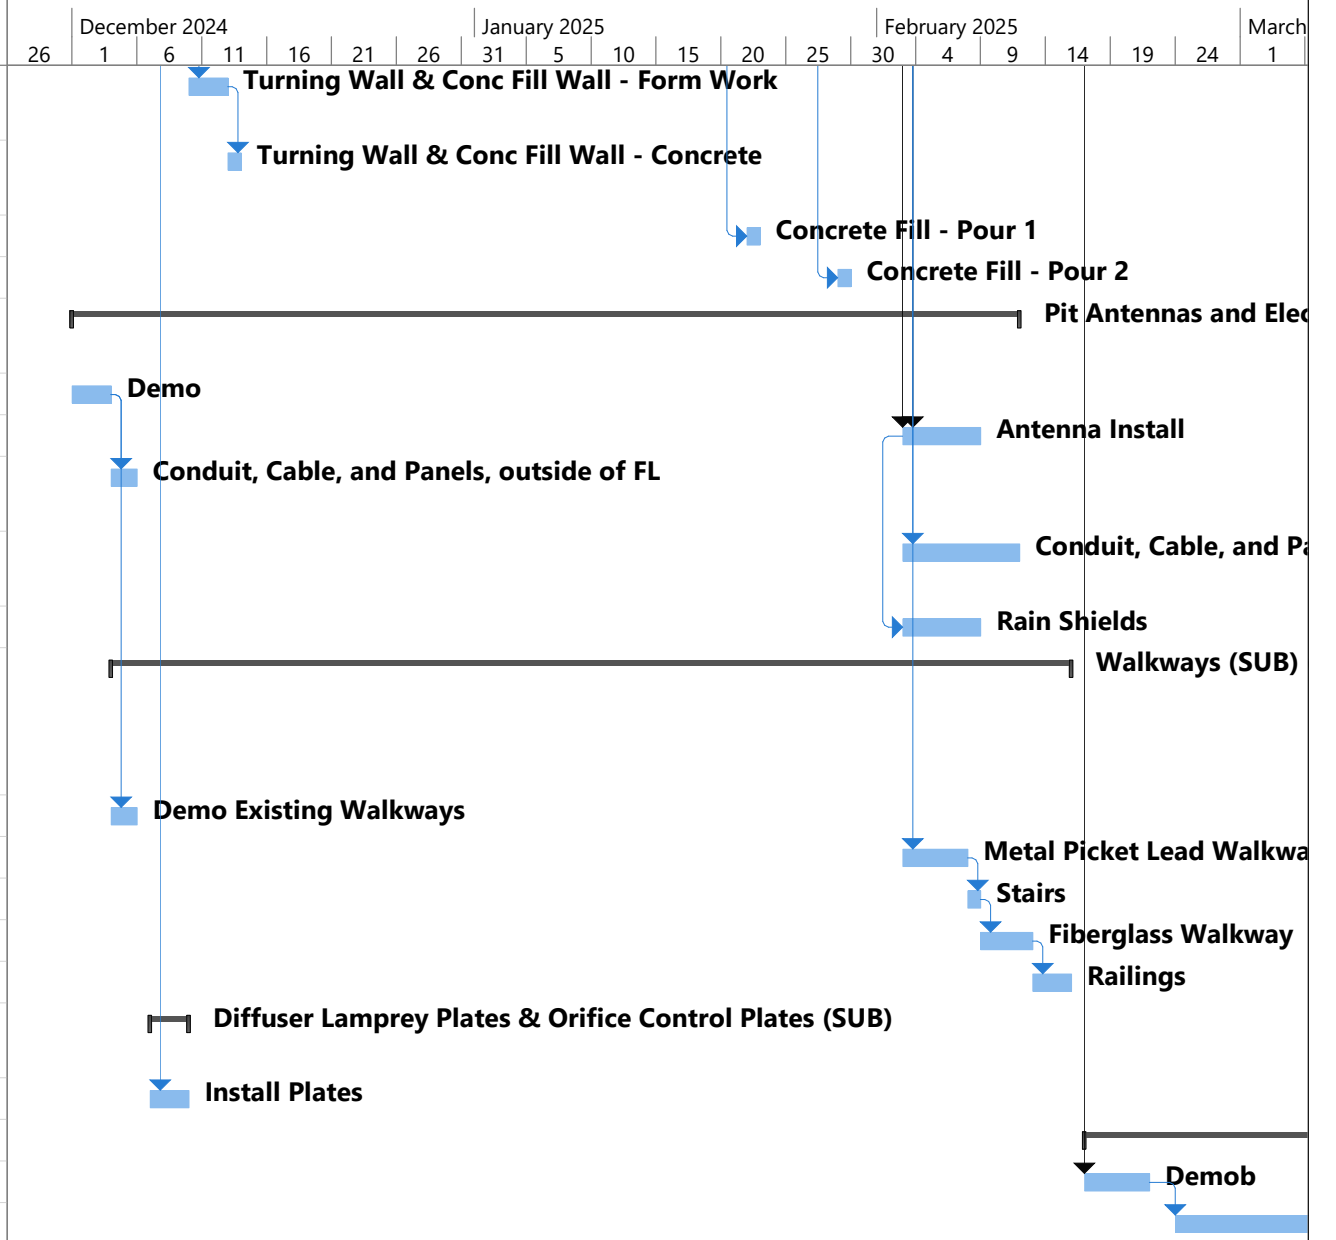 December 2024 January 2025 February 2025 March
26 1 6 11 16 21 26 31 5 10 15 20 25 30 4 9 14 19 24 1
Turning Wall & Conc Fill Wall - Form Work
Turning Wall & Conc Fill Wall - Concrete
Concrete Fill - Pour 1
Concrete Fill - Pour 2
Pit Antennas and Elec
Demo
Antenna Install
Conduit, Cable, and Panels, outside of FL
Conduit, Cable, and Pa
Rain Shields
Walkways (SUB)
Demo Existing Walkways
Metal Picket Lead Walkwa
Stairs
Fiberglass Walkway
Railings
Diffuser Lamprey Plates & Orifice Control Plates (SUB)
Install Plates
Demob